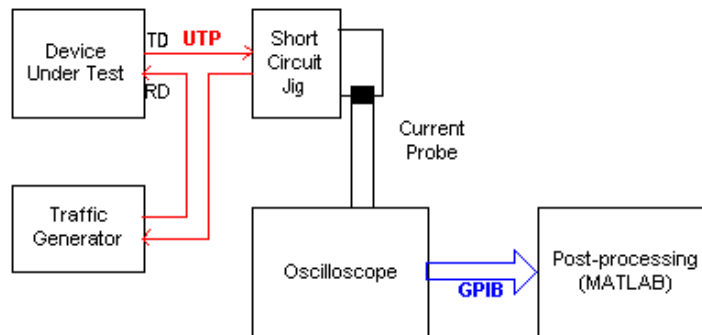 Device
Under Test
TD
UTP
RD
Short
Circuit
Jig
Current
Probe
Traffic
Generator
Oscilloscope
GPIB
Post-processing
(MATLAB)